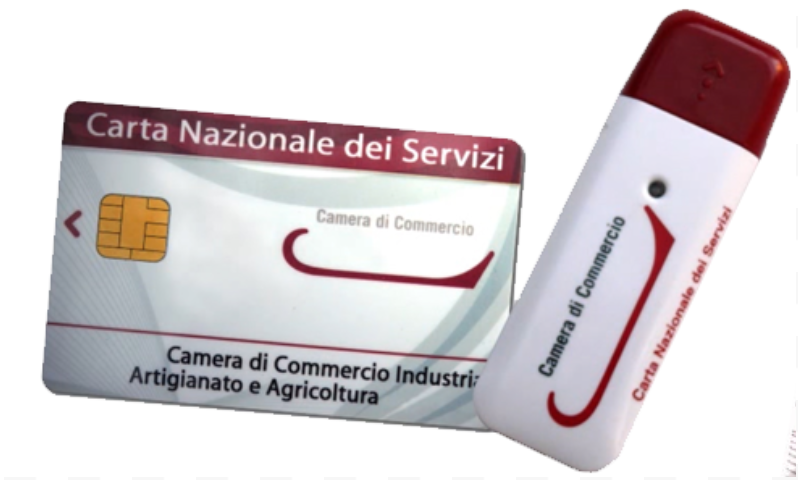 Carta Nazionale dei Servizi
Camera di Commercio
Camera di Commercio Industria
Artigianato e Agricoltura
Camera di Commercio
Carta Nazionale dei Servizi